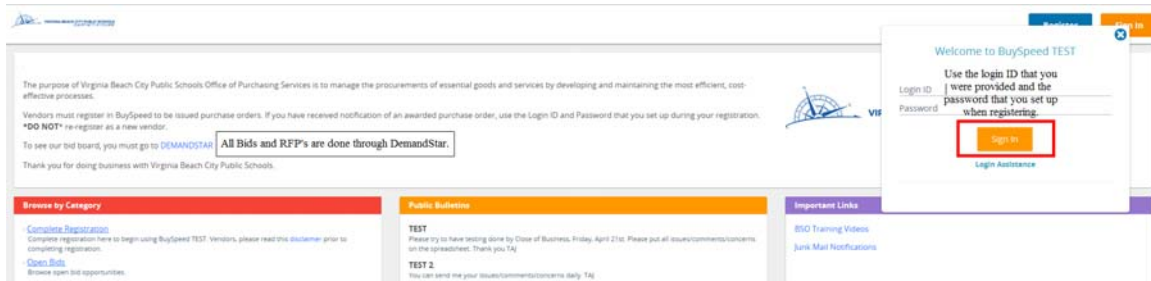 VIRGINIA BEACH CITY PUBLIC SCHOOLS
Register
Sign In
The purpose of Virginia Beach City Public Schools Office of Purchasing Services is to manage the procurements of essential goods and services by developing and maintaining the most efficient, cost-
effective processes.
Vendors must register in BuySpeed to be issued purchase orders. If you have received notification of an awarded purchase order, use the Login ID and Password that you set up during your registration.
*DO NOT* re-register as a new vendor.
To see our bid board, you must go to DEMANDSTAR
All Bids and RFP's are done through DemandStar.
Thank you for doing business with Virginia Beach City Public Schools.
VIR
Welcome to BuySpeed TEST
Use the login ID that you
Login ID
were provided and the
password that you set up
Password
when registering.
Sign In
Login Assistance
Browse by Category
Complete Registration
Complete registration here to begin using BuySpeed TEST. Vendors, please read this disclaimer prior to
completing registration.
Open Bids
Browse open bid opportunities.
Public Bulletins
TEST
Please try to have testing done by Close of Business, Friday, April 21st. Please put all issues/comments/concerns
on the spreadsheet. Thank you TAJ
TEST 2
You can send me your issues/comments/concerns daily. TAJ
Important Links
BSO Training Videos
Junk Mail Notifications